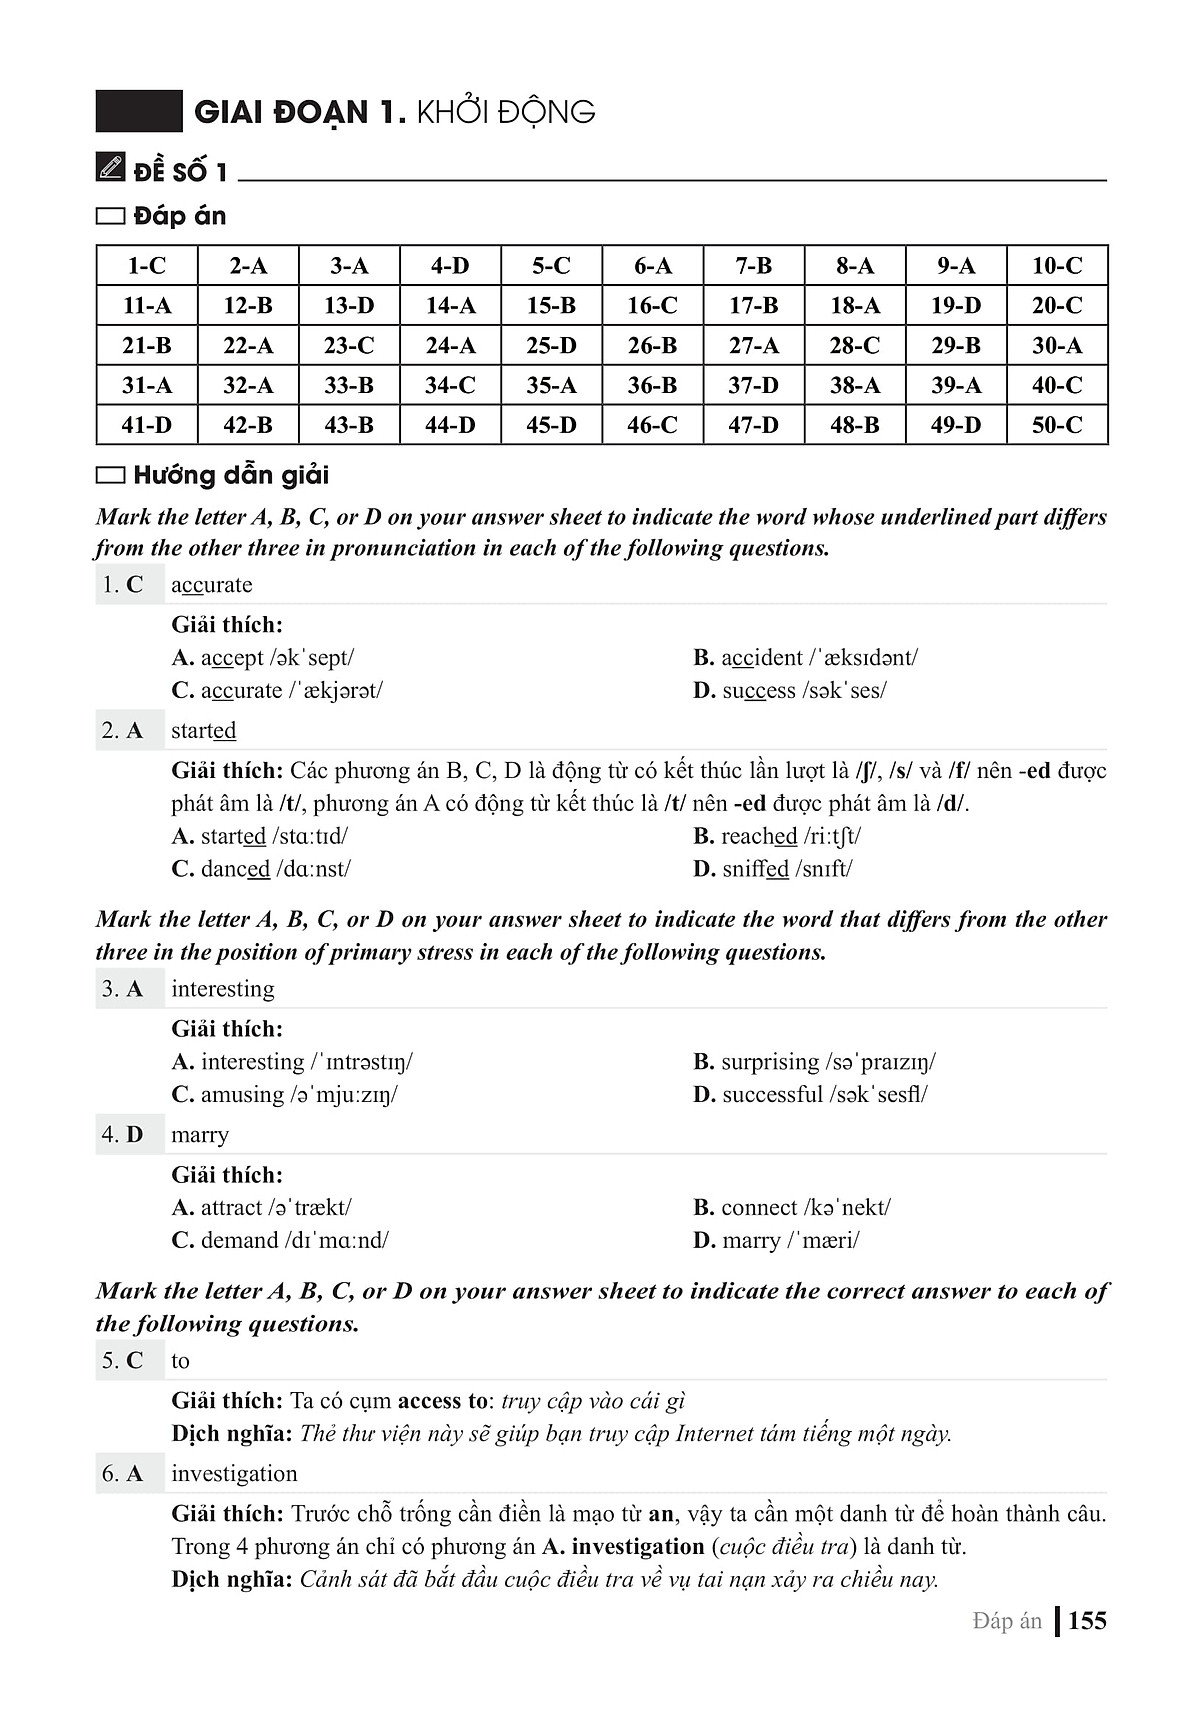 GIAI ĐOẠN 1. KHỞI ĐỘNG
ĐỀ SỐ 1
Đáp án
1-C 2-A 3-A 4-D 5-C 6-A 7-B 8-A 9-A 10-C
11-A 12-B 13-D 14-A 15-B 16-C 17-B 18-A 19-D 20-C
21-B 22-A 23-C 24-A 25-D 26-B 27-A 28-C 29-B 30-A
31-A 32-A 33-B 34-C 35-A 36-B 37-D 38-A 39-A 40-C
41-D 42-B 43-B 44-D 45-D 46-C 47-D 48-B 49-D 50-C
Hướng dẫn giải
Mark the letter A, B, C, or D on your answer sheet to indicate the word whose underlined part differs
from the other three in pronunciation in each of the following questions.
1. C accurate
Giải thích:
A. accept /əkˈsept/ B. accident /ˈæksɪdənt/
C. accurate /ˈækjərət/ D. success /səkˈses/
2. A started
Giải thích: Các phương án B, C, D là động từ có kết thúc lần lượt là /ʃ/, /s/ và /f/ nên -ed được
phát âm là /t/, phương án A có động từ kết thúc là /t/ nên -ed được phát âm là /d/.
A. started /stɑːtɪd/ B. reached /riːtʃt/
C. danced /dɑːnst/ D. sniffed /snɪft/
Mark the letter A, B, C, or D on your answer sheet to indicate the word that differs from the other
three in the position of primary stress in each of the following questions.
3. A interesting
Giải thích:
A. interesting /ˈɪntrəstɪŋ/ B. surprising /səˈpraɪzɪŋ/
C. amusing /əˈmjuːzɪŋ/ D. successful /səkˈsesfl/
4. D marry
Giải thích:
A. attract /əˈtrækt/ B. connect /kəˈnekt/
C. demand /dɪˈmɑːnd/ D. marry /ˈmæri/
Mark the letter A, B, C, or D on your answer sheet to indicate the correct answer to each of
the following questions.
5. C to
Giải thích: Ta có cụm access to: truy cập vào cái gì
Dịch nghĩa: Thẻ thư viện này sẽ giúp bạn truy cập Internet tám tiếng một ngày.
6. A investigation
Giải thích: Trước chỗ trống cần điền là mạo từ an, vậy ta cần một danh từ để hoàn thành câu.
Trong 4 phương án chỉ có phương án A. investigation (cuộc điều tra) là danh từ.
Dịch nghĩa: Cảnh sát đã bắt đầu cuộc điều tra về vụ tai nạn xảy ra chiều nay.
Đáp án 155